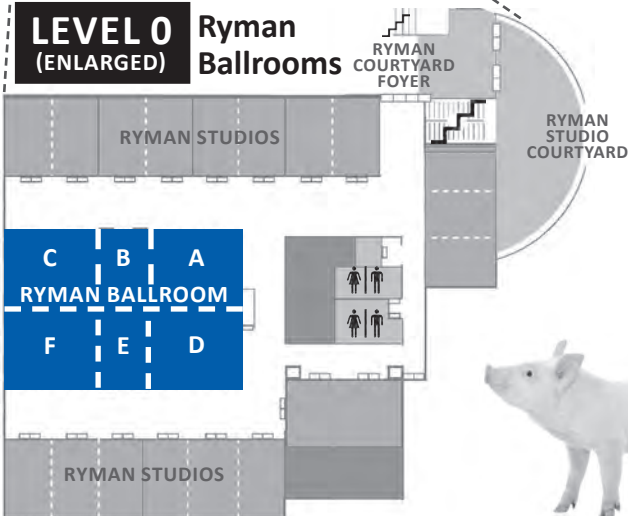 LEVEL 0
(ENLARGED)
Ryman
Ballrooms
RYMAN
COURTYARD
FOYER
RYMAN STUDIOS
RYMAN
STUDIO
COURTYARD
C B A
RYMAN BALLROOM
F E D
RYMAN STUDIOS